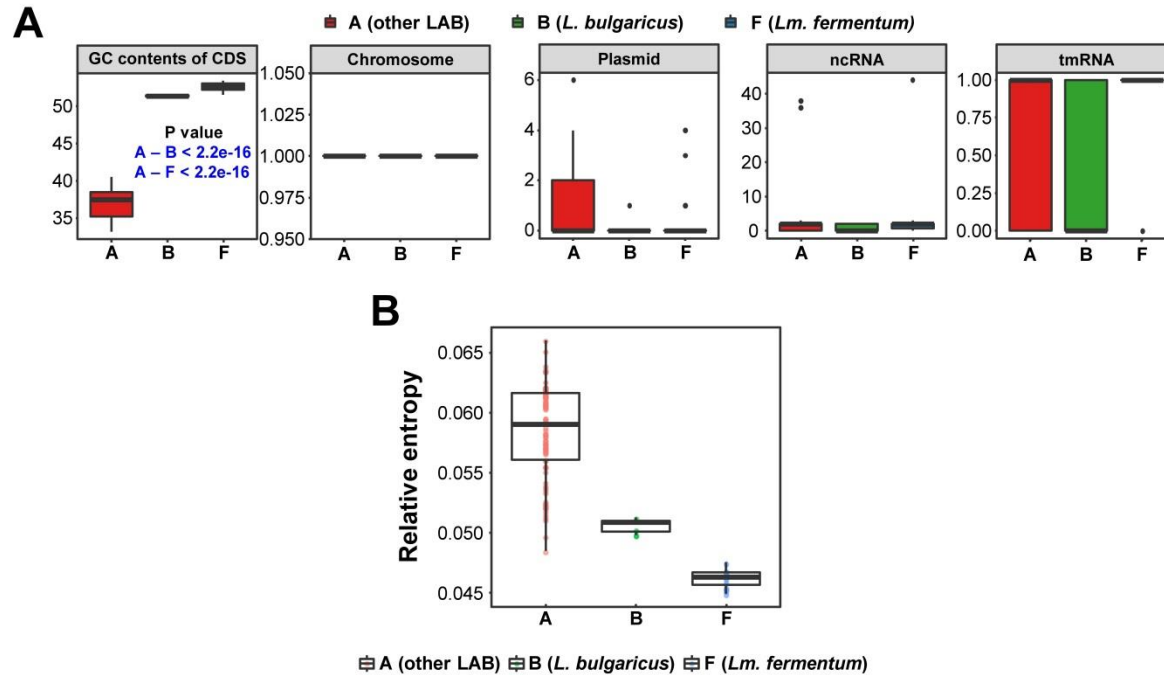 A
A (other LAB) B (L. bulgaricus) F (Lm. fermentum)
GC contents of CDS
50
45
40
35
P value
A – B < 2.2e-16
A – F < 2.2e-16
A B F
Chromosome
1.050
1.025
1.000
0.975
0.950
A B F
Plasmid
6
4
2
0
A B F
ncRNA
40
30
20
10
0
A B F
tmRNA
1.00
0.75
0.50
0.25
0.00
A B F
B
Relative entropy
0.065
0.060
0.055
0.050
0.045
A B F
A (other LAB) B (L. bulgaricus) F (Lm. fermentum)